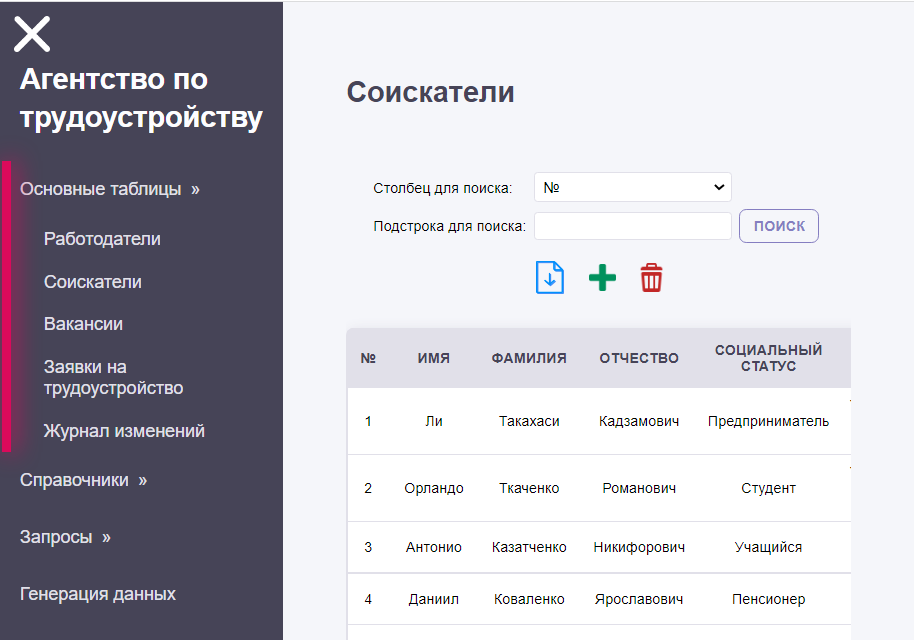 Агентство по
трудоустройству
Основные таблицы »
Работодатели
Соискатели
Вакансии
Заявки на
трудоустройство
Журнал изменений
Справочники »
Запросы »
Генерация данных
Соискатели
Столбец для поиска: №
Подстрока для поиска: ПОИСК
№ ИМЯ ФАМИЛИЯ ОТЧЕСТВО СОЦИАЛЬНЫЙ
СТАТУС
1 Ли Такахаси Кадзамович Предприниматель
2 Орландо Ткаченко Романович Студент
3 Антонио Казатченко Никифорович Учащийся
4 Даниил Коваленко Ярославович Пенсионер